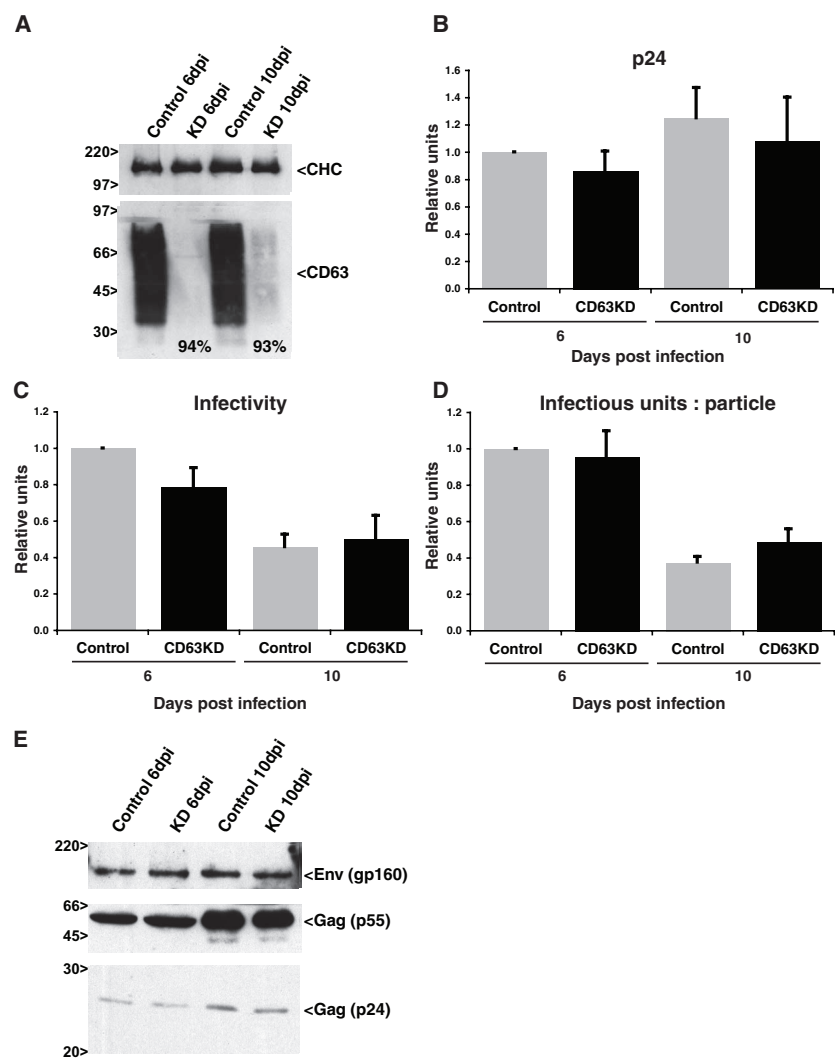 A
Control 6dpi
KD 6dpi
Control 10dpi
KD 10dpi
220>
97>
<CHC
97>
66>
45>
30>
<CD63
94%
93%
B
p24
Relative units
1.6
1.4
1.2
1.0
0.8
0.6
0.4
0.2
0.0
Control
CD63KD
Control
CD63KD
6
10
Days post infection
C
Infectivity
Relative units
1.2
1.0
0.8
0.6
0.4
0.2
0.0
Control
CD63KD
Control
CD63KD
6
10
Days post infection
D
Infectious units : particle
Relative units
1.2
1.0
0.8
0.6
0.4
0.2
0.0
Control
CD63KD
Control
CD63KD
6
10
Days post infection
E
Control 6dpi
KD 6dpi
Control 10dpi
KD 10dpi
220>
<Env (gp160)
66>
<Gag (p55)
45>
30>
<Gag (p24)
20>